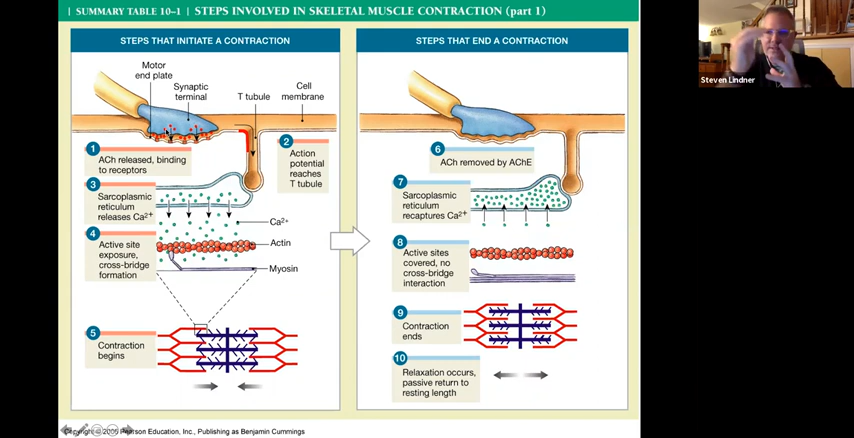 SUMMARY TABLE 10–1 | STEPS INVOLVED IN SKELETAL MUSCLE CONTRACTION (part 1)
STEPS THAT INITIATE A CONTRACTION
Motor
end plate
Synaptic
terminal
T tubule
Cell
membrane
1
ACh released, binding
to receptors
2
Action
potential
reaches
T tubule
3
Sarcoplasmic
reticulum
releases Ca2+
Ca2+
4
Active site
exposure,
cross-bridge
formation
Actin
Myosin
5
Contraction
begins
STEPS THAT END A CONTRACTION
6
ACh removed by AChE
7
Sarcoplasmic
reticulum
recaptures Ca2+
8
Active sites
covered, no
cross-bridge
interaction
9
Contraction
ends
10
Relaxation occurs,
passive return to
resting length
Copyright © 2006 Pearson Education, Inc., Publishing as Benjamin Cummings
Steven Lindner